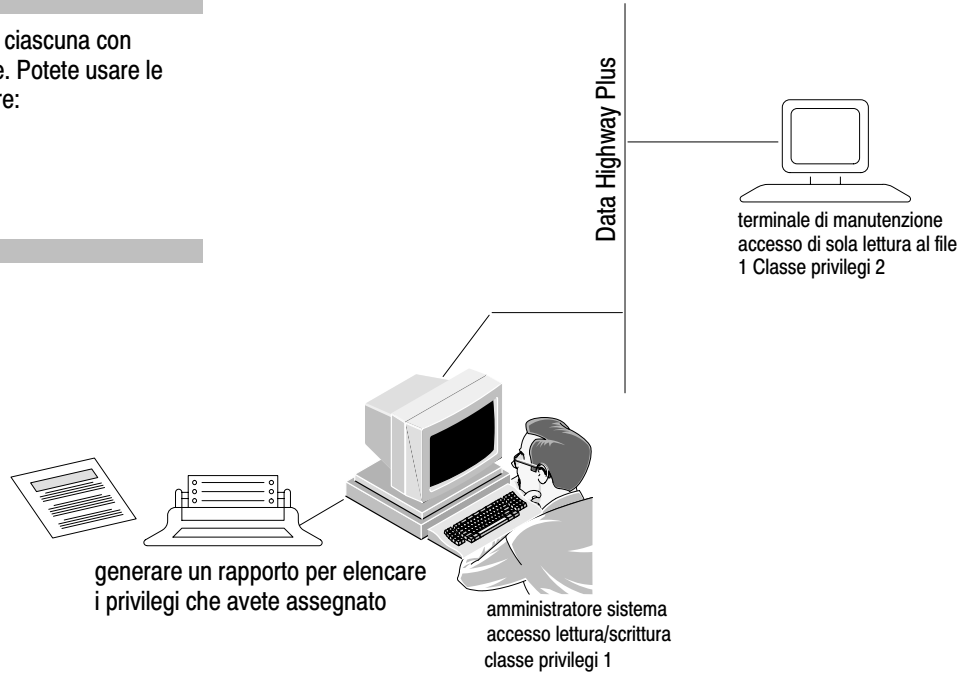 ciascuna con
e. Potete usare le
re:
Data Highway Plus
terminale di manutenzione
accesso di sola lettura al file
1 Classe privilegi 2
generare un rapporto per elencare
i privilegi che avete assegnato
amministratore sistema
accesso lettura/scrittura
classe privilegi 1